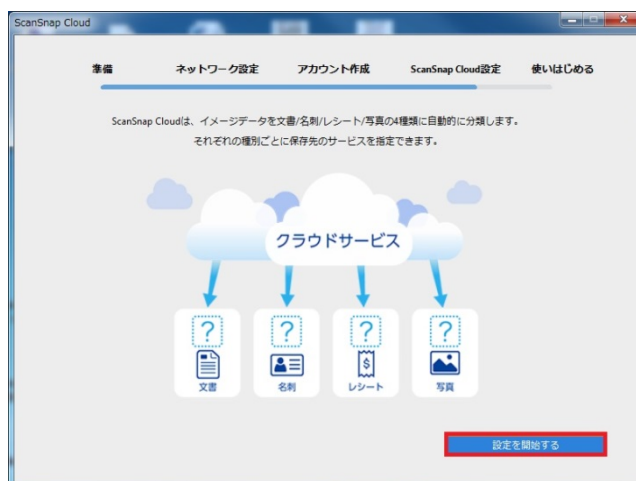 ScanSnap Cloud
準備 ネットワーク設定 アカウント作成 ScanSnap Cloud設定 使いはじめる
ScanSnap Cloudは、イメージデータを文書/名刺/レシート/写真の4種類に自動的に分類します。
それぞれの種別ごとに保存先のサービスを指定できます。
クラウドサービス
? ? ? ?
$
文書 名刺 レシート 写真
設定を開始する